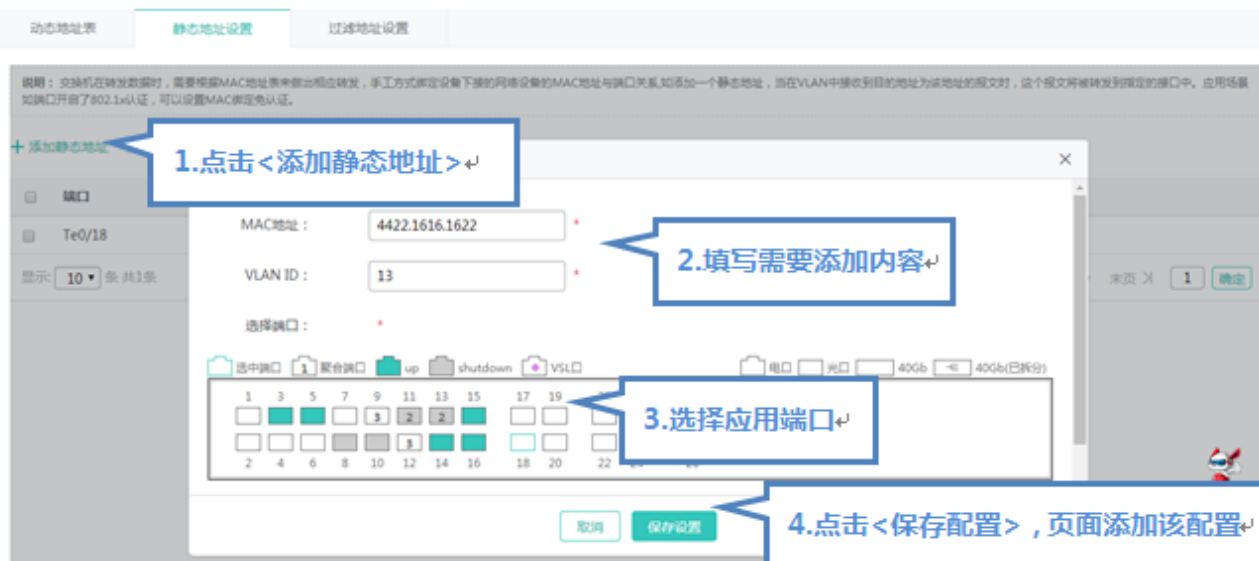 动态地址表
静态地址设置
过滤地址设置
说明：交换机在转发数据时，需要根据MAC地址表来做出相应转发，手工方式绑定设备下接的网络设备的MAC地址与端口关系,如添加一个静态地址，当在VLAN中接收到目的地址为该地址的报文时，这个报文将被转发到指定的接口中。应用场景
如端口开启了802.1x认证，可以设置MAC绑定免认证。
+ 添加静态地址
1.点击<添加静态地址>
×
端口
MAC地址：
4422.1616.1622
*
Te0/18
2.填写需要添加内容
VLAN ID：
13
*
显示: 10 条 共1条
末页
1
确定
选择端口：
*
选中端口 1 聚合端口 up shutdown VSL口
电口 光口 40Gb 40Gb(已拆分)
1 3 5 7 9 11 13 15 17 19
3 2 2
3.选择应用端口
3
2 4 6 8 10 12 14 16 18 20 22
取消
保存设置
4.点击<保存配置>，页面添加该配置